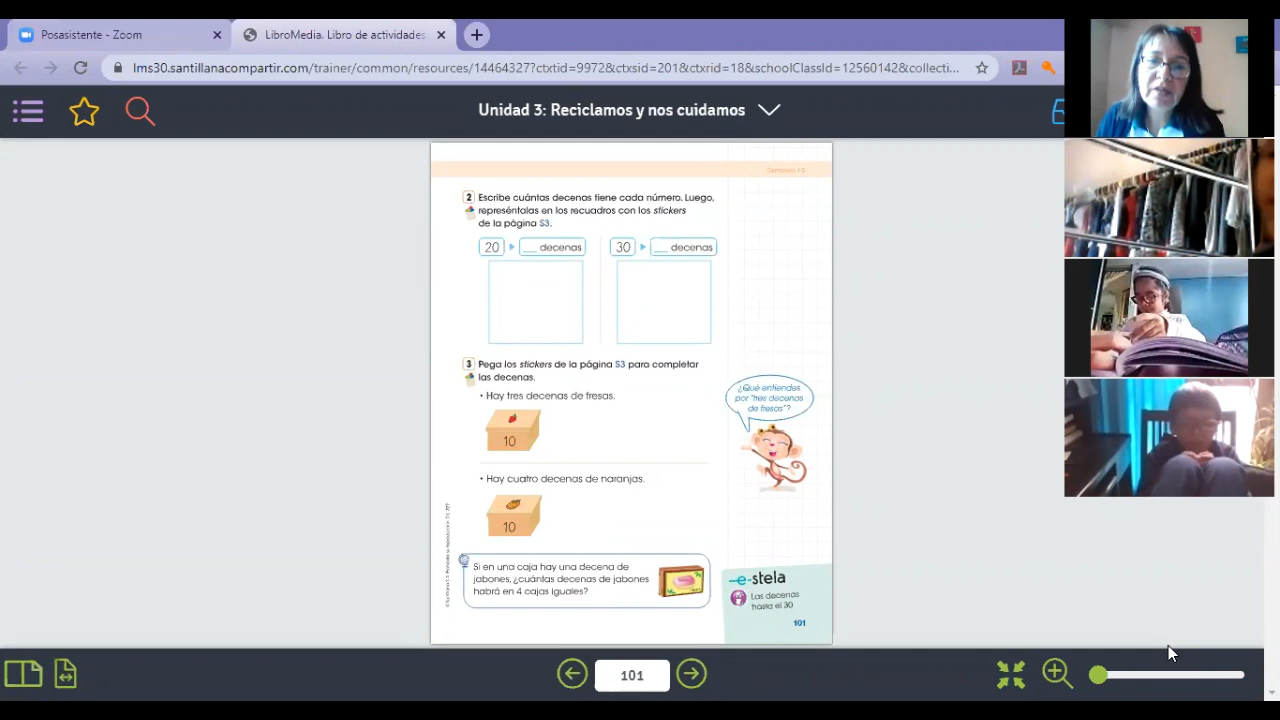 Posasistente - Zoom
LibroMedia. Libro de actividades
lms30.santillanacompartir.com/trainer/common/resources/14464327?ctxtid=9972&ctxsid=201&ctxrid=18&schoolClassId=12560142&collecti...
Unidad 3: Reciclamos y nos cuidamos
2 Escribe cuántas decenas tiene cada número. Luego,
represéntalas en los recuadros con los stickers
de la página S3.
20 ___ decenas 30 ___ decenas
3 Pega los stickers de la página S3 para completar
las decenas.
• Hay tres decenas de fresas.
10
¿Qué entiendes
por "tres decenas
de fresas"?
• Hay cuatro decenas de naranjas.
10
Si en una caja hay una decena de
jabones, ¿cuántas decenas de jabones
habrá en 4 cajas iguales?
e-stela
Las decenas
hasta el 30
101
101